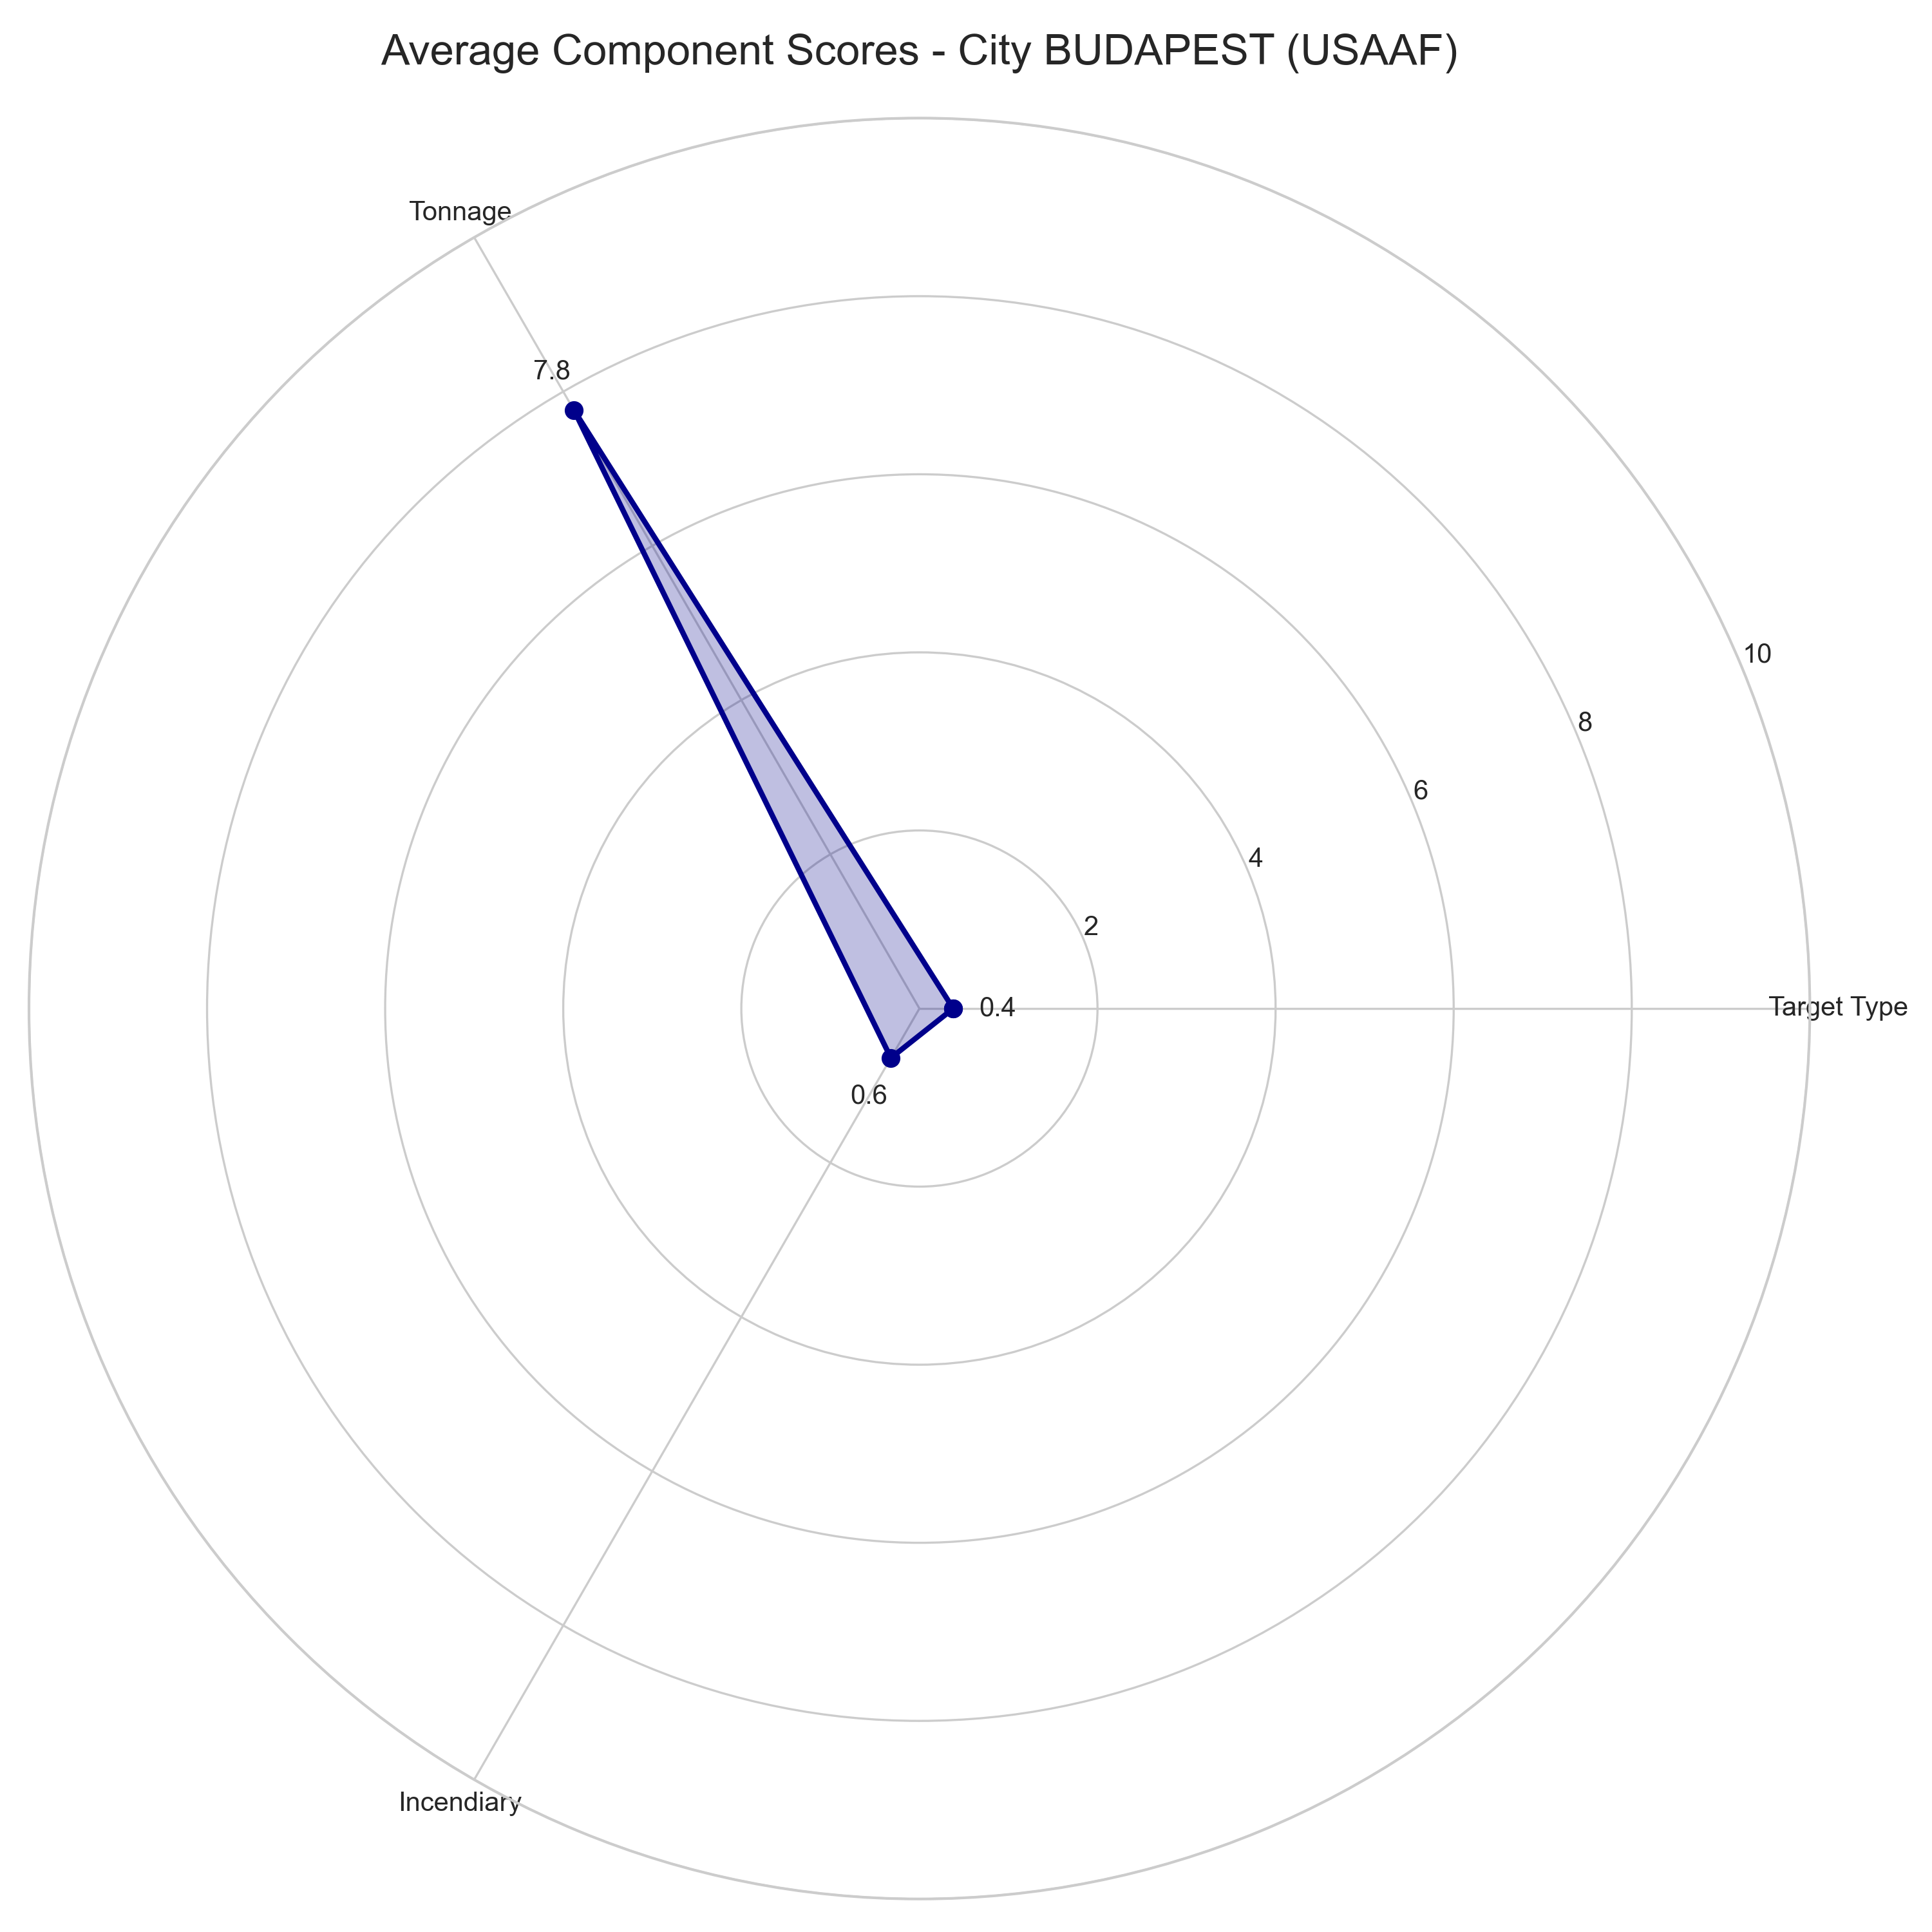 Average Component Scores - City BUDAPEST (USAAF)
Tonnage
7.8
10
8
6
4
2
0.4
Target Type
0.6
Incendiary